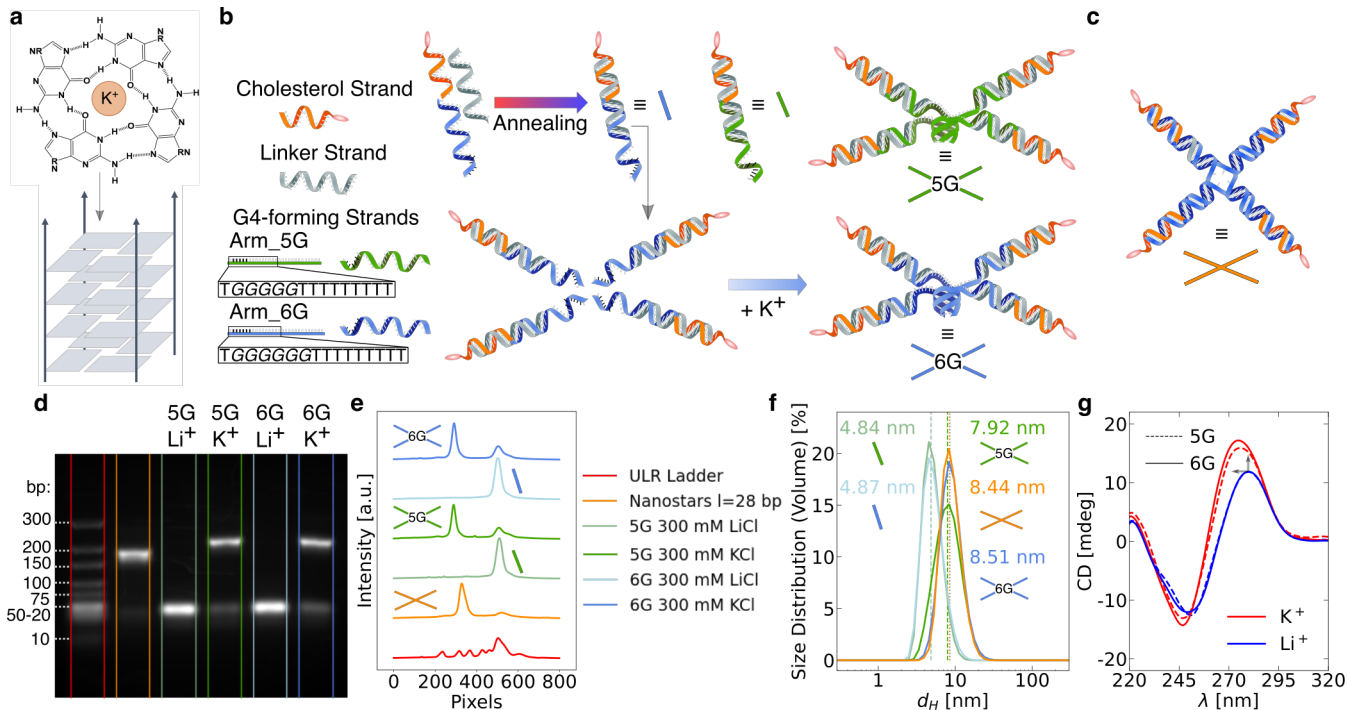 a
b
c
N
R
N
H
N
H
H
N
N
R
N
N
N
O
H
N
N
N
H
O
H
N
H
K+
H
N
H
O
N
H
N
N
H
O
N
H
N
N
N
R
N
H
N
RN
Cholesterol Strand
Linker Strand
G4-forming Strands
Arm_5G
TGGGGGTTTTTTTTT
Arm_6G
TGGGGGGTTTTTTTTT
Annealing
≡
≡
+ K+
≡
5G
≡
6G
≡
d
5G
5G
6G
6G
Li+
K+
Li+
K+
bp:
300
200
150
100
75
50-20
10
e
Intensity [a.u.]
6G
5G
0 200 400 600 800
Pixels
ULR Ladder
Nanostars l=28 bp
5G 300 mM LiCl
5G 300 mM KCl
6G 300 mM LiCl
6G 300 mM KCl
f
Size Distribution (Volume) [%]
20
15
10
5
0
4.84 nm
7.92 nm
5G
4.87 nm
8.44 nm
8.51 nm
6G
1 10 100
dH [nm]
g
CD [mdeg]
20
10
0
-10
-20
5G
6G
K+
Li+
220 245 270 295 320
λ [nm]